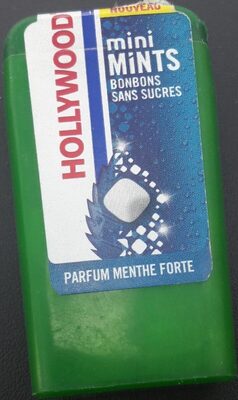 NOUVEAU
HOLLYWOOD
mini
MiNTS
BONBONS
SANS SUCRES
PARFUM MENTHE FORTE